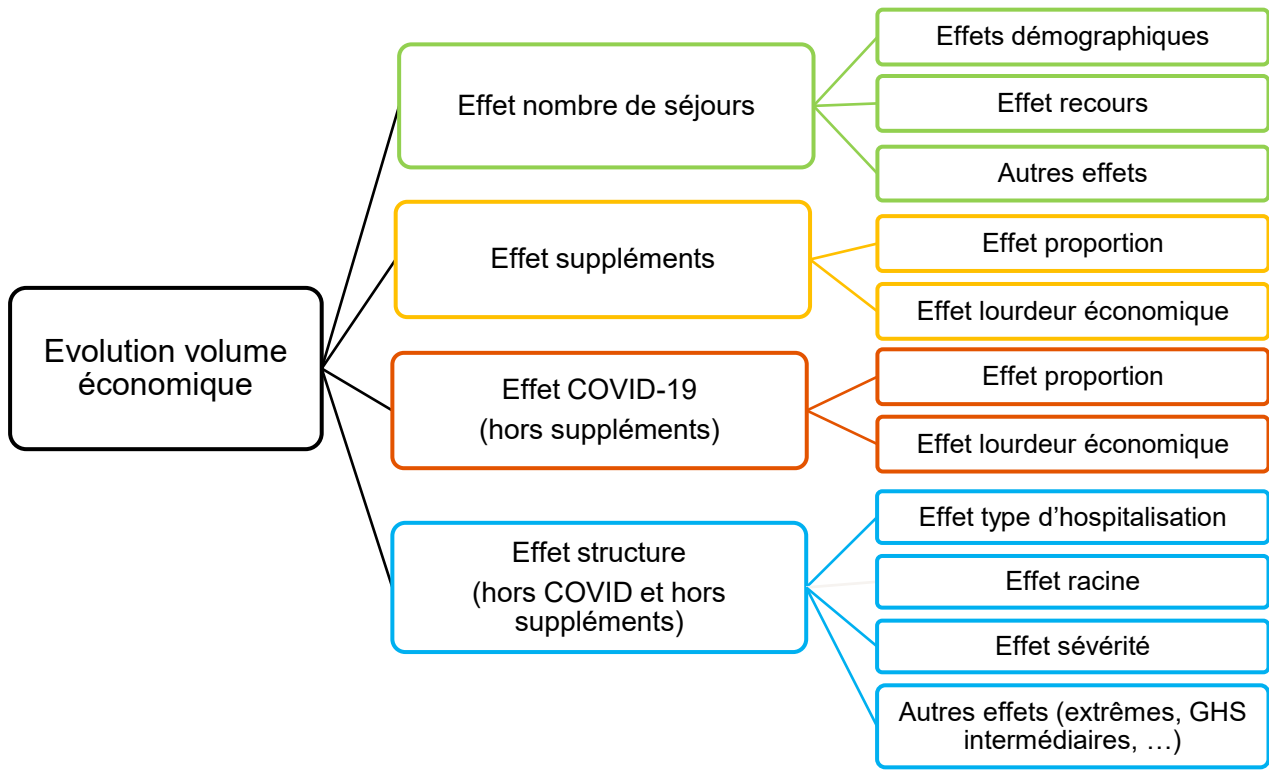 Evolution volume
économique
Effet nombre de séjours
Effets démographiques
Effet recours
Autres effets
Effet suppléments
Effet proportion
Effet lourdeur économique
Effet COVID-19
(hors suppléments)
Effet proportion
Effet lourdeur économique
Effet structure
(hors COVID et hors
suppléments)
Effet type d’hospitalisation
Effet racine
Effet sévérité
Autres effets (extrêmes, GHS
intermédiaires, …)